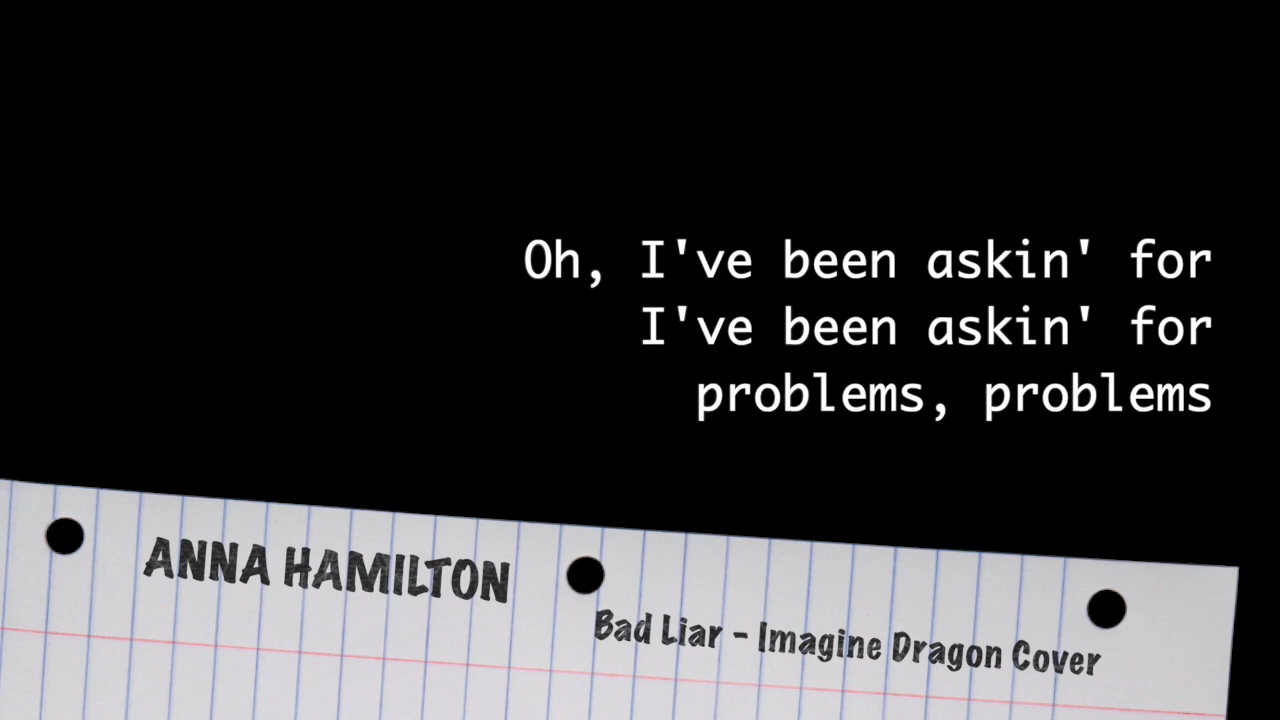 Oh, I've been askin' for
I've been askin' for
problems, problems
ANNA HAMILTON
Bad Liar - Imagine Dragon Cover